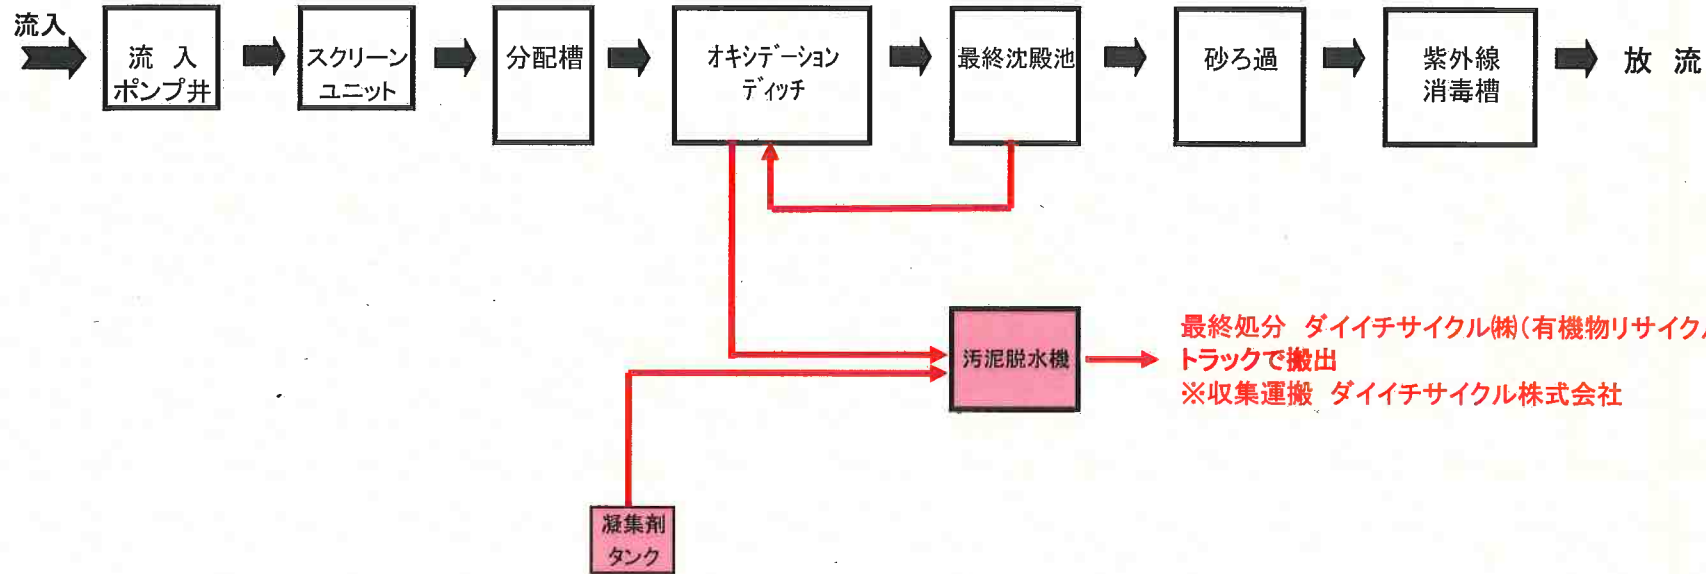 流入
流 入
ポンプ井
スクリーン
ユニット
分配槽
オキシデーション
ディッチ
最終沈殿池
砂ろ過
紫外線
消毒槽
放 流
汚泥脱水機
最終処分 ダイイチサイクル㈱(有機物リサイクル
トラックで搬出
※収集運搬 ダイイチサイクル株式会社
凝集剤
タンク